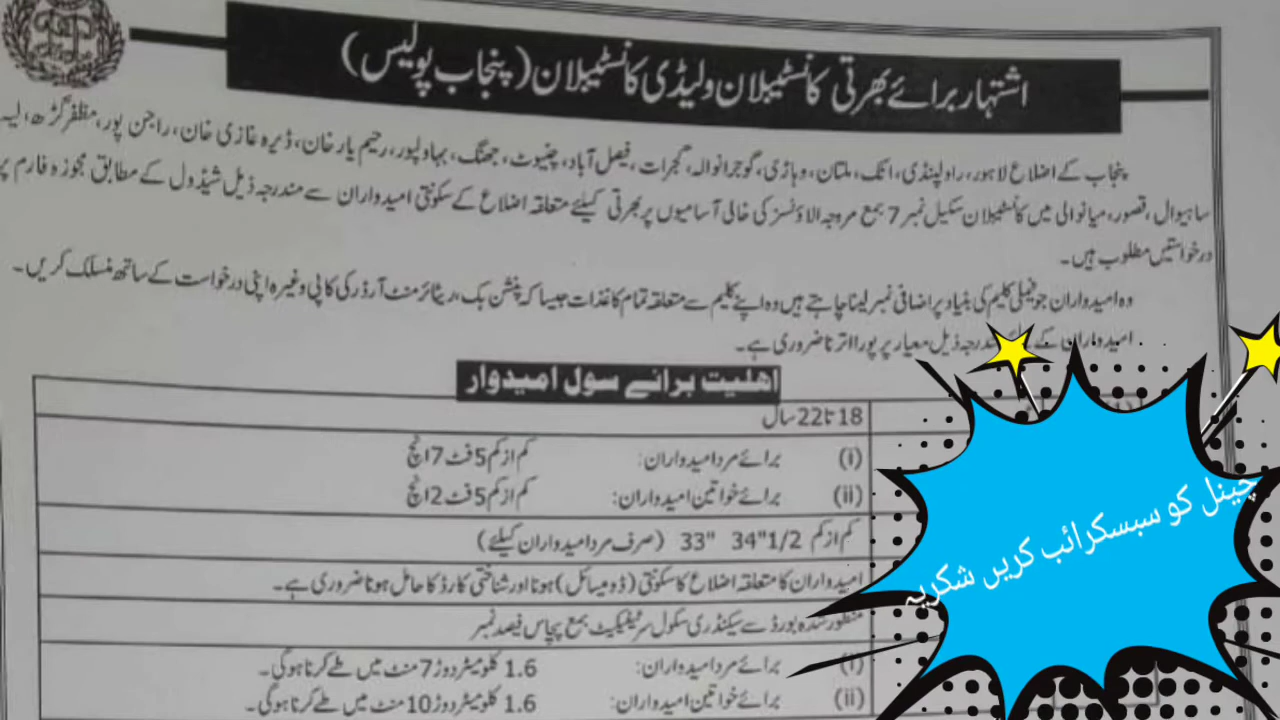 اشتہار برائے بھرتی کانسٹیبلان و لیڈی کانسٹیبلان (پنجاب پولیس)
پنجاب کے اضلاع لاہور، راولپنڈی، اٹک، ملتان، وہاڑی، گوجرانوالہ، گجرات، فیصل آباد، چنیوٹ، جھنگ، بہاولپور، رحیم یار خان، ڈیرہ غازی خان، راجن پور، مظفر گڑھ، لیہ
ساہیوال، قصور، میانوالی میں کانسٹیبلان سکیل نمبر 7 بمع مروجہ الاؤنسز کی خالی آسامیوں پر بھرتی کیلئے متعلقہ اضلاع کے سکونتی امیدواران سے مندرجہ ذیل شیڈول کے مطابق مجوزہ فارم پر
درخواستیں مطلوب ہیں۔
وہ امیدواران جو فیملی کلیم کی بنیاد پر اضافی نمبر لینا چاہتے ہیں وہ اپنے کلیم سے متعلقہ تمام کاغذات جیسا کہ پنشن بک، ریٹائرمنٹ آرڈر کی کاپی وغیرہ اپنی درخواست کے ساتھ منسلک کریں۔
امیدواران کے مندرجہ ذیل معیار پر پورا اترنا ضروری ہے۔
اھلیت برائے سول امیدوار
18 تا 22 سال
(i) برائے مرد امیدواران: کم از کم 5 فٹ 7 انچ
(ii) برائے خواتین امیدواران: کم از کم 5 فٹ 2 انچ
کم از کم 33" 34"1/2 (صرف مرد امیدواران کیلئے)
امیدواران کا متعلقہ اضلاع کا سکونتی (ڈومیسائل) ہونا اور شناختی کارڈ کا حامل ہونا ضروری ہے۔
منظور شدہ بورڈ سے سیکنڈری سکول سرٹیفکیٹ بمع پچاس فیصد نمبر
(i) برائے مرد امیدواران: 1.6 کلومیٹر دوڑ 7 منٹ میں طے کرنا ہوگی۔
(ii) برائے خواتین امیدواران: 1.6 کلومیٹر دوڑ 10 منٹ میں طے کرنا ہوگی۔
چینل کو سبسکرائب کریں شکریہ